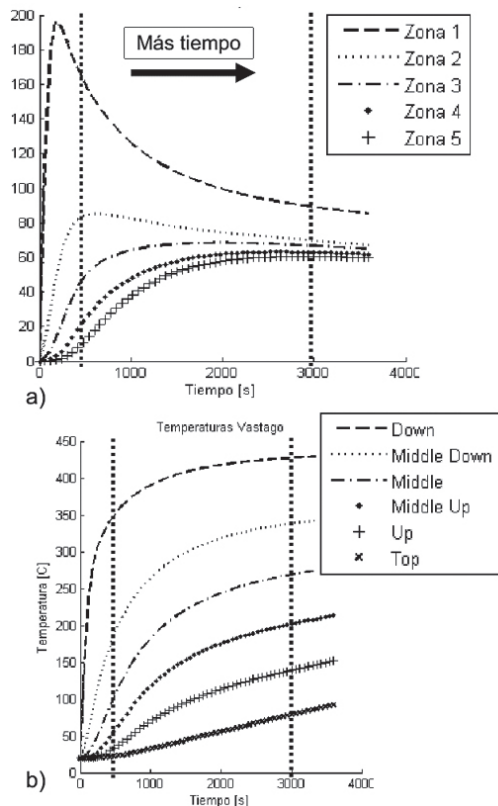 Más tiempo
Zona 1
Zona 2
Zona 3
Zona 4
Zona 5
200
180
160
140
120
100
80
60
40
20
0
0
1000
2000
3000
4000
Tiempo [s]
a)
Temperaturas Vastago
Down
Middle Down
Middle
Middle Up
Up
Top
Temperatura [C]
450
400
350
300
250
200
150
100
50
0
0
1000
2000
3000
4000
Tiempo [s]
b)